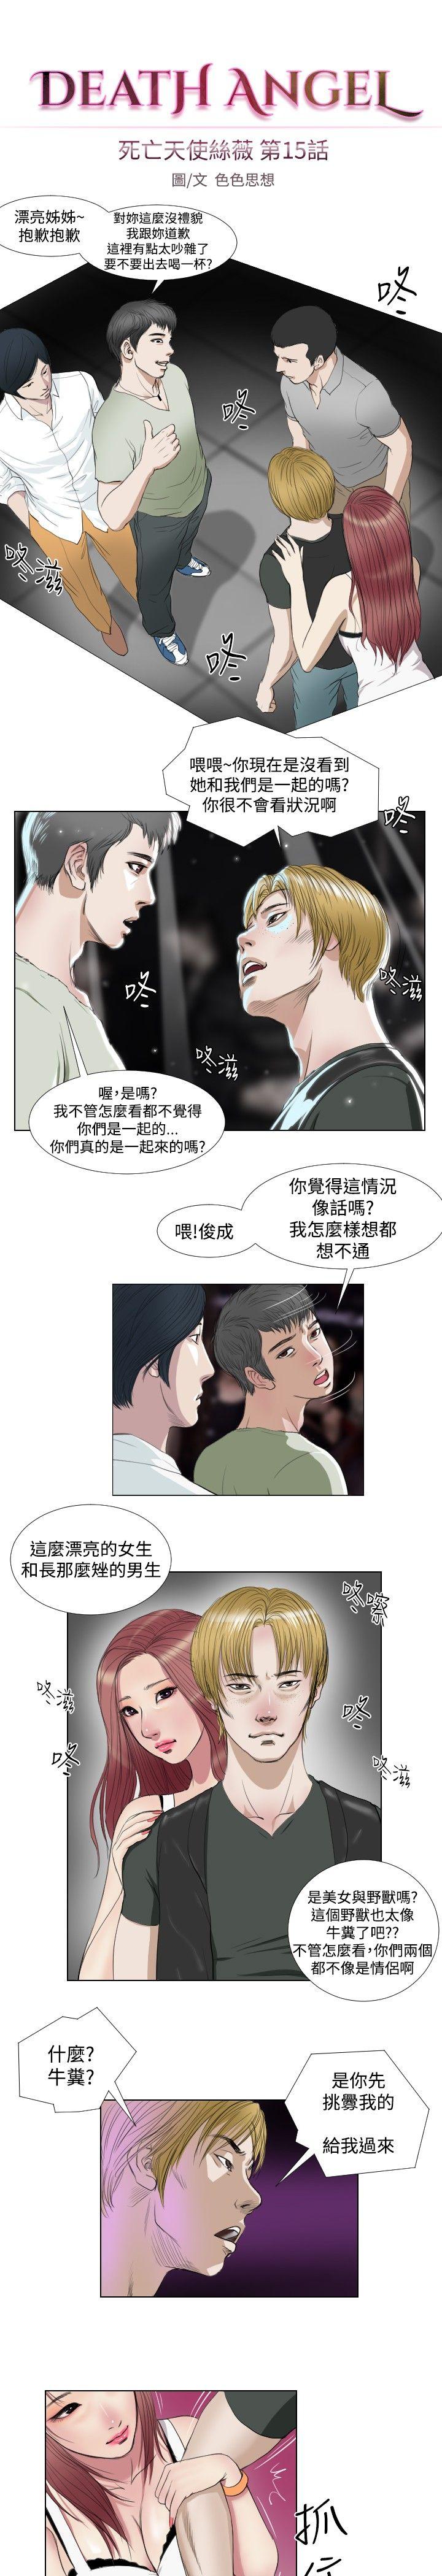 DEATH ANGEL
死亡天使絲薇 第15話
圖/文 色色思想
漂亮姊姊~
抱歉抱歉
對妳這麼沒禮貌
我跟妳道歉
這裡有點太吵雜了
要不要出去喝一杯?
咚
咚
咚滋
咚
喂喂~你現在是沒看到
她和我們是一起的嗎?
你很不會看狀況啊
咚
咚滋
咚
咚滋
喔,是嗎?
我不管怎麼看都不覺得
你們是一起的...
你們真的是一起來的嗎?
你覺得這情況
像話嗎?
我怎麼樣想都
想不通
喂!俊成
這麼漂亮的女生
和長那麼矬的男生
咚嚓
咚滋
咚
咚
咚滋
是美女與野獸嗎?
這個野獸也太像
牛糞了吧??
不管怎麼看,你們兩個
都不像是情侶啊
什麼?
牛糞?
是你先
挑釁我的
給我過來
抓